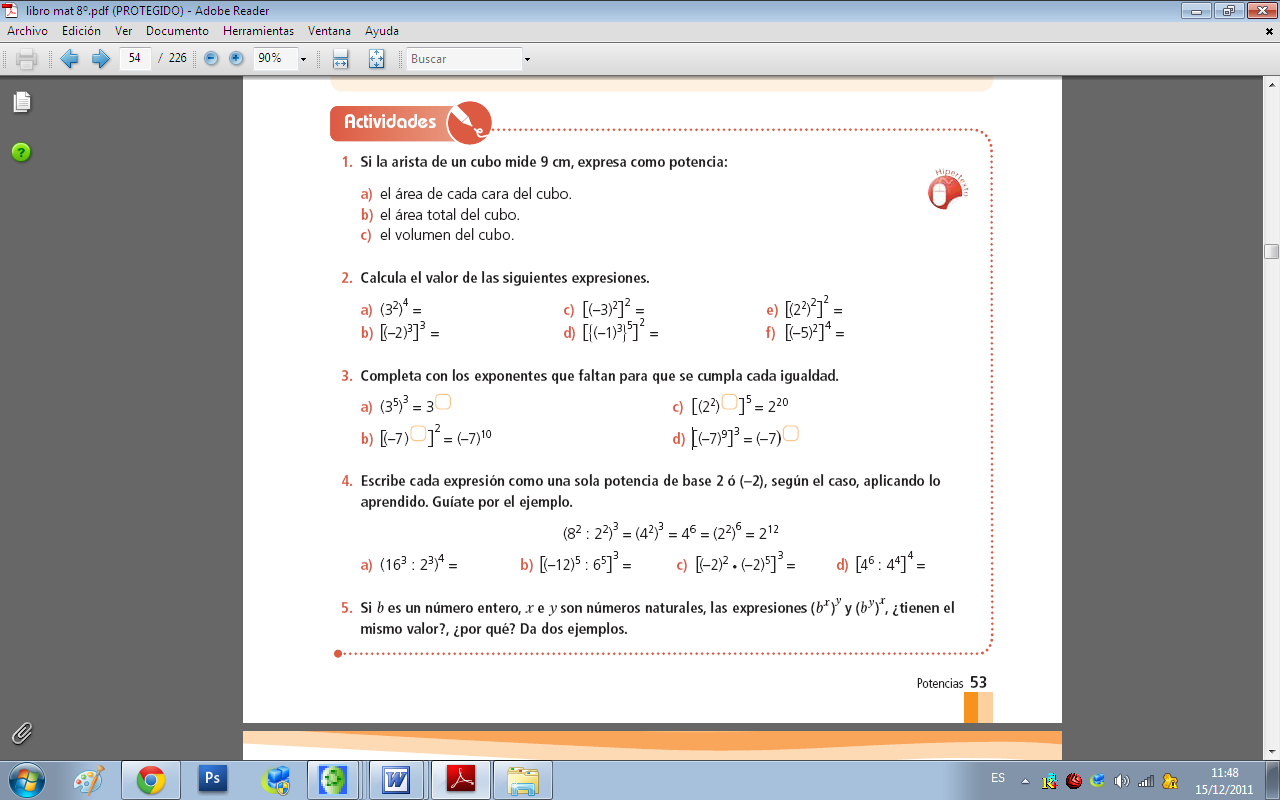 libro mat 8º.pdf (PROTEGIDO) - Adobe Reader
Archivo Edición Ver Documento Herramientas Ventana Ayuda
54 / 226 90% Buscar
Actividades
Hipertexto
1. Si la arista de un cubo mide 9 cm, expresa como potencia:
a) el área de cada cara del cubo.
b) el área total del cubo.
c) el volumen del cubo.
2. Calcula el valor de las siguientes expresiones.
a) (3²)⁴ = c) [(–3)²]² = e) [(2²)²]² =
b) [(–2)³]³ = d) [{(–1)³}⁵]² = f) [(–5)²]⁴ =
3. Completa con los exponentes que faltan para que se cumpla cada igualdad.
a) (3⁵)³ = 3 c) [(2²) ]⁵ = 2²⁰
b) [(–7) ]² = (–7)¹⁰ d) [(–7)⁹]³ = (–7)
4. Escribe cada expresión como una sola potencia de base 2 ó (–2), según el caso, aplicando lo
aprendido. Guíate por el ejemplo.
(8² : 2²)³ = (4²)³ = 4⁶ = (2²)⁶ = 2¹²
a) (16³ : 2³)⁴ = b) [(–12)⁵ : 6⁵]³ = c) [(–2)² • (–2)⁵]³ = d) [4⁶ : 4⁴]⁴ =
5. Si b es un número entero, x e y son números naturales, las expresiones (bˣ)ʸ y (bʸ)ˣ, ¿tienen el
mismo valor?, ¿por qué? Da dos ejemplos.
Potencias 53
Ps W ES 11:48
15/12/2011